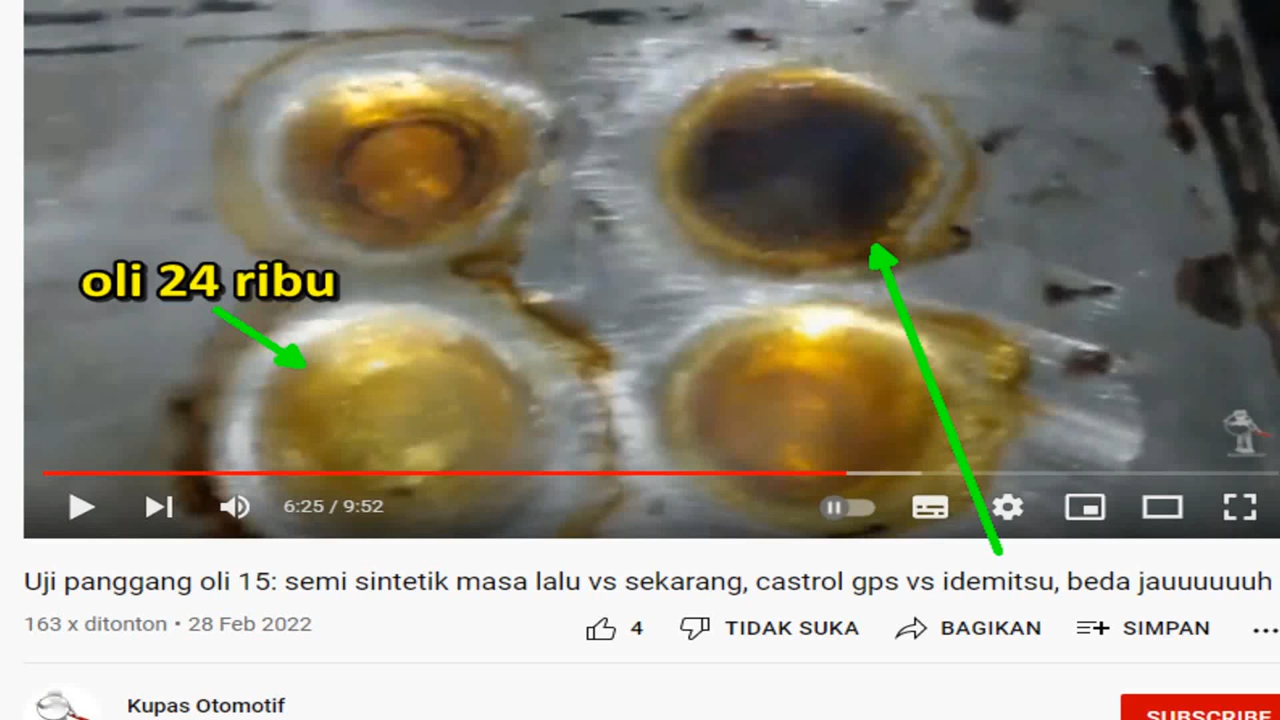 oli 24 ribu
6:25 / 9:52
Uji panggang oli 15: semi sintetik masa lalu vs sekarang, castrol gps vs idemitsu, beda jauuuuuuh
163 x ditonton • 28 Feb 2022 4 TIDAK SUKA BAGIKAN SIMPAN ...
Kupas Otomotif
SUBSCRIBE